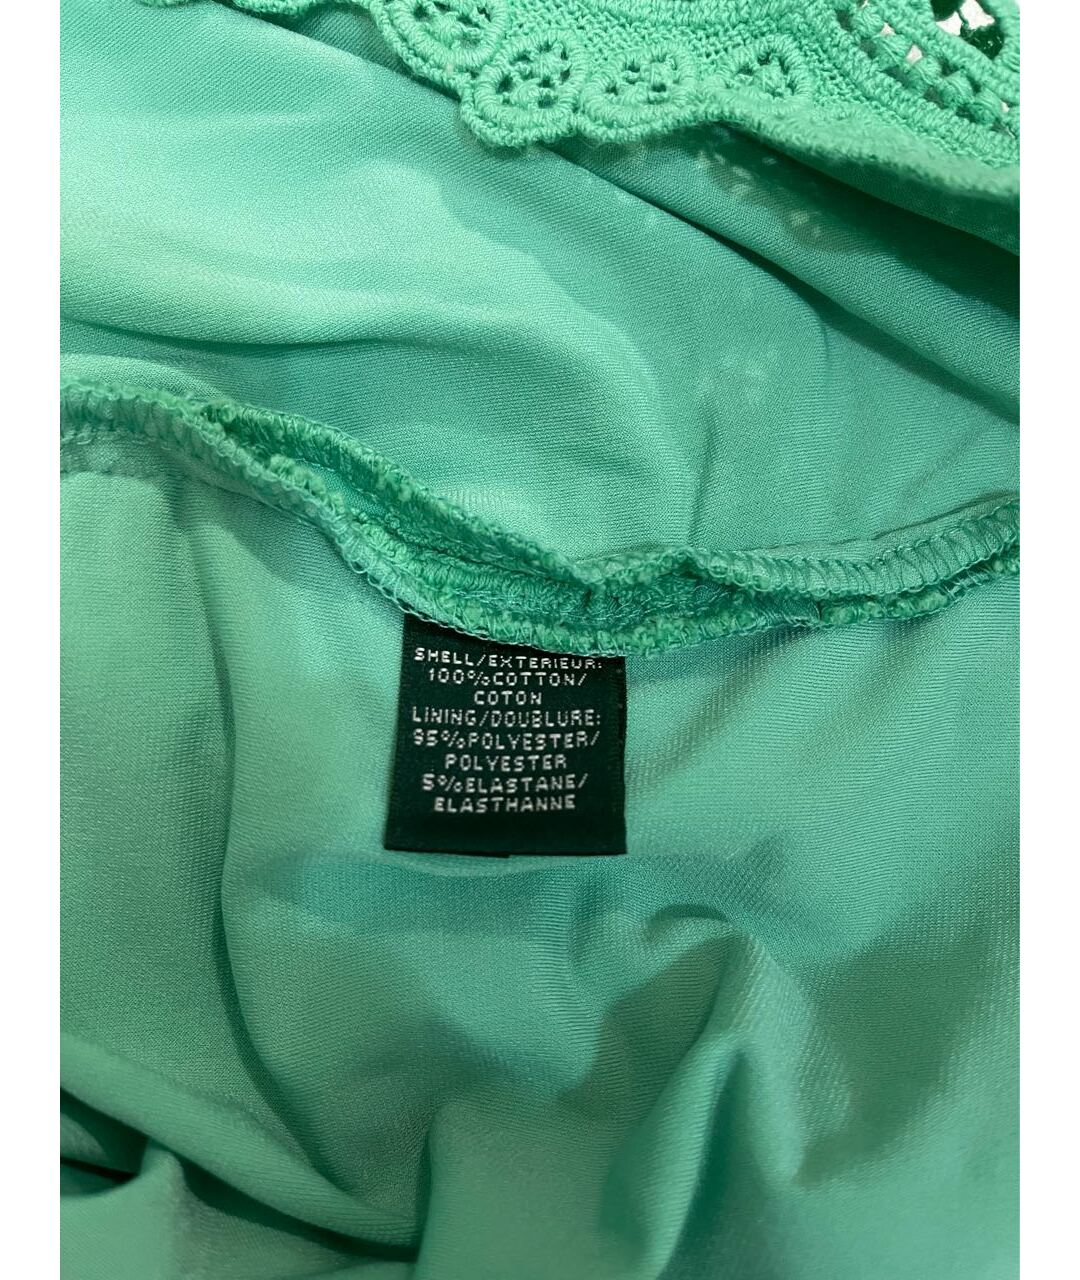 SHELL/EXTERIEUR:
100%COTTON/
COTON
LINING/DOUBLURE:
95%POLYESTER/
POLYESTER
5%ELASTANE/
ELASTHANNE